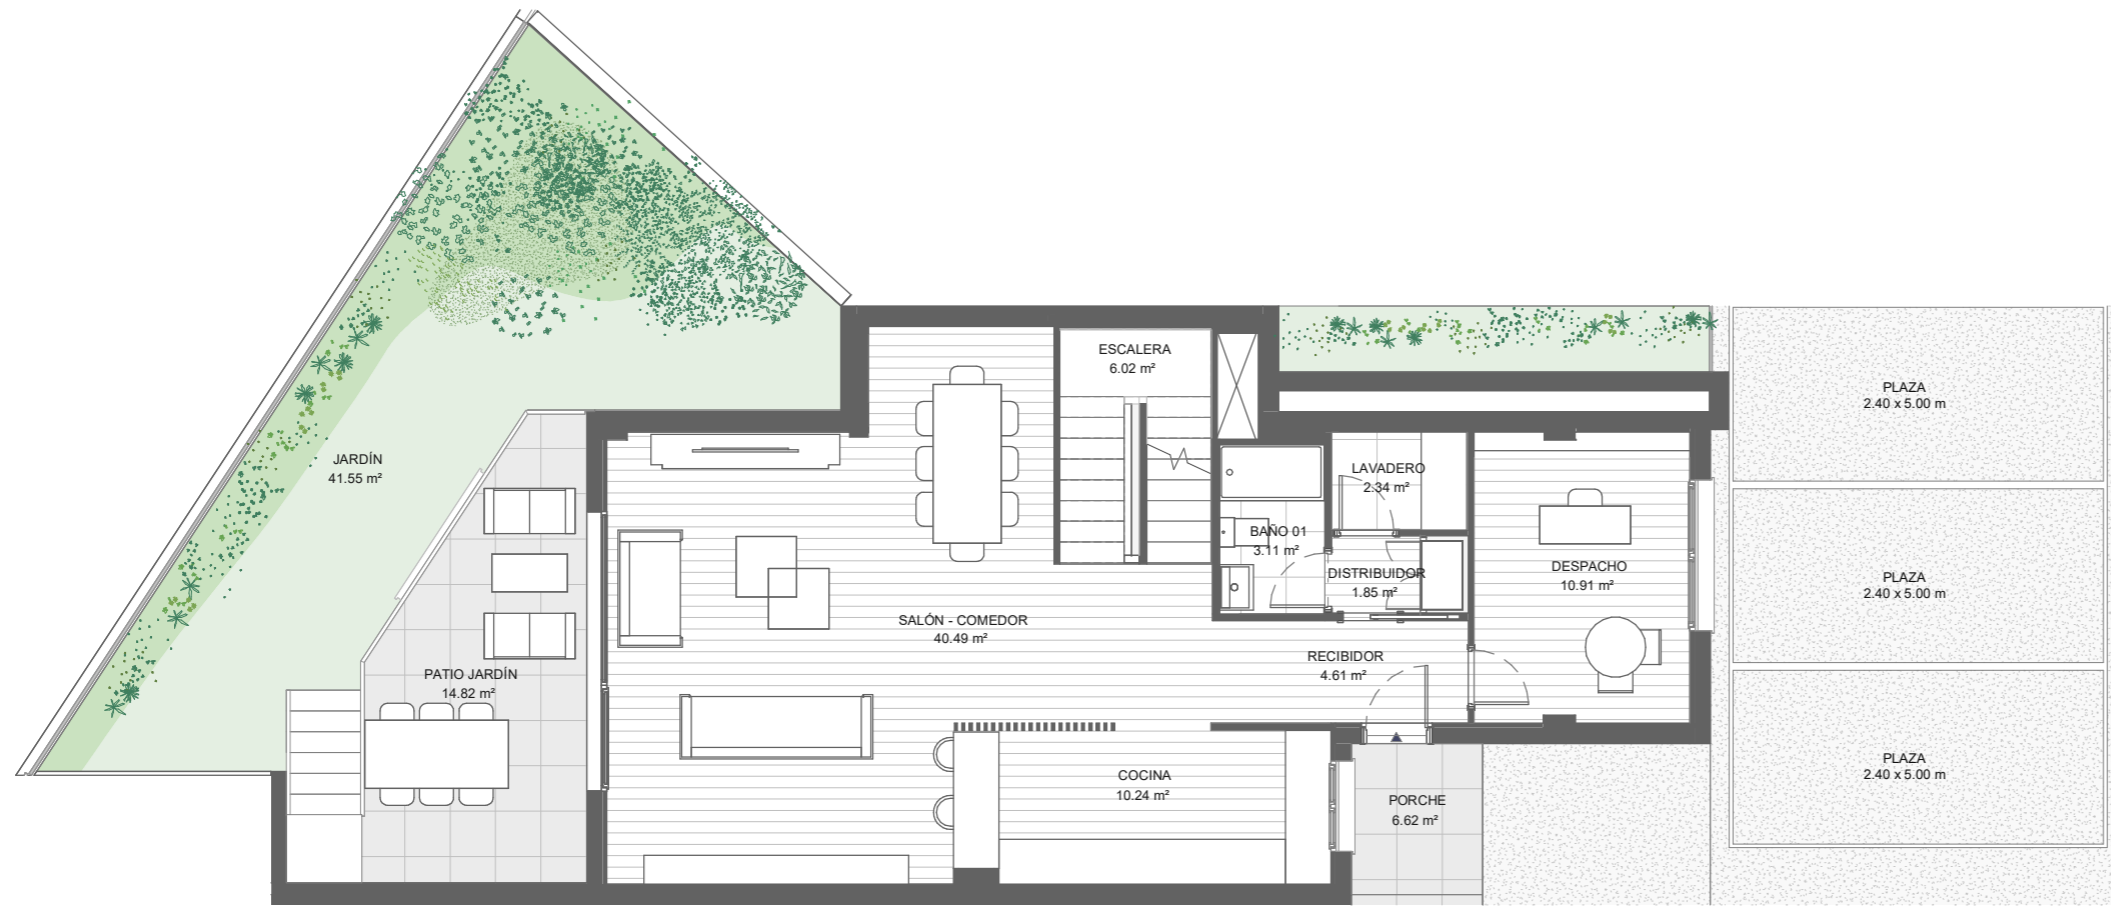 ESCALERA
6.02 m²
PLAZA
2.40 x 5.00 m
JARDÍN
41.55 m²
LAVADERO
2.34 m²
BAÑO 01
3.11 m²
DISTRIBUIDOR
1.85 m²
DESPACHO
10.91 m²
PLAZA
2.40 x 5.00 m
SALÓN - COMEDOR
40.49 m²
RECIBIDOR
4.61 m²
PATIO JARDÍN
14.82 m²
COCINA
10.24 m²
PORCHE
6.62 m²
PLAZA
2.40 x 5.00 m